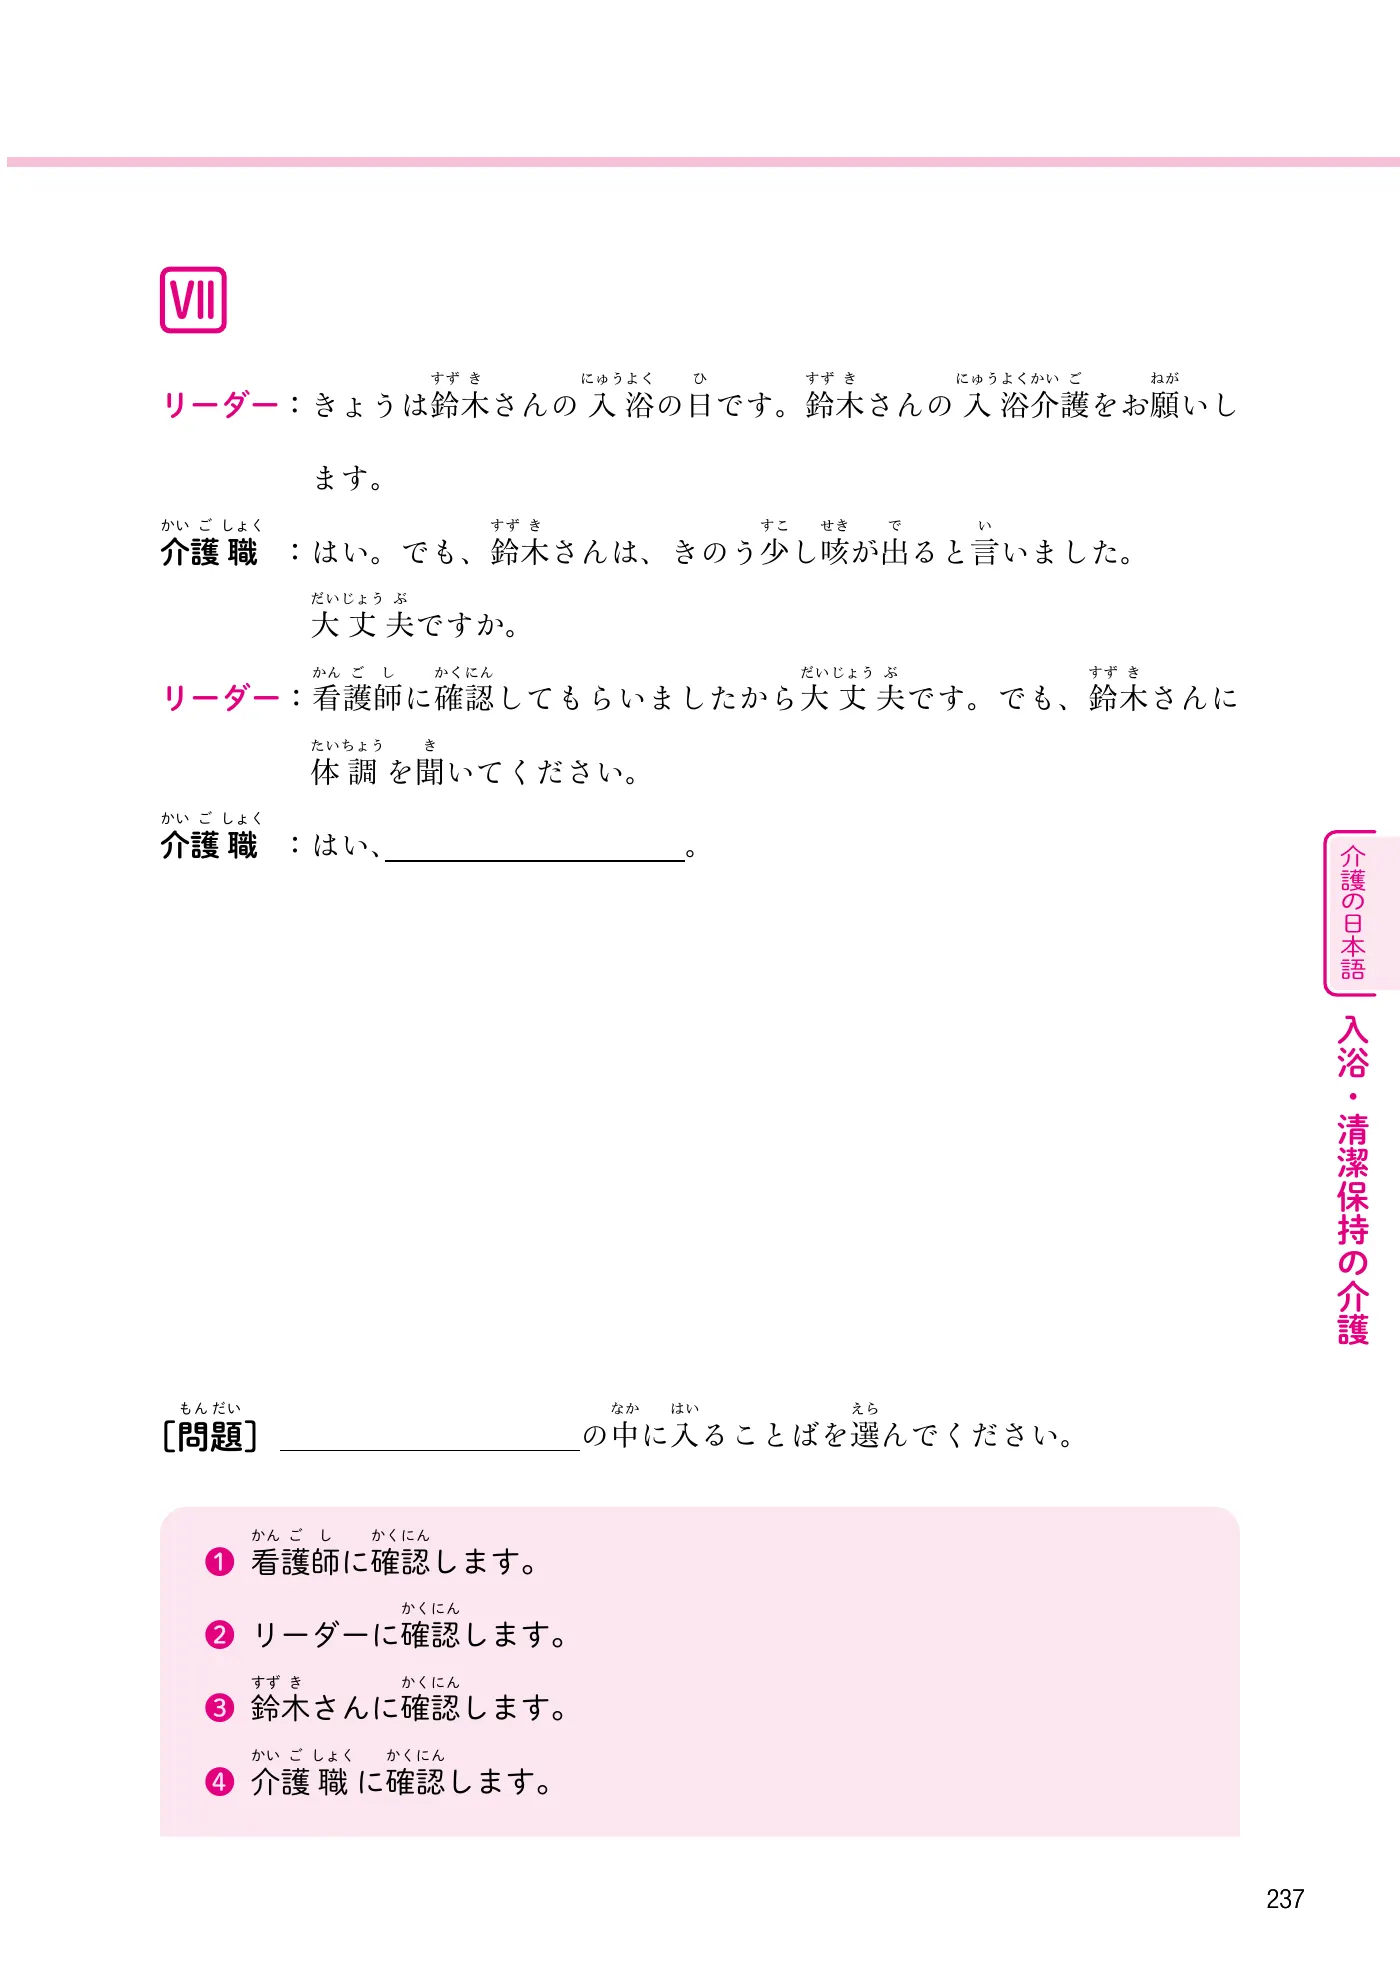 VII
リーダー：きょうは鈴木さんの入浴の日です。鈴木さんの入浴介護をお願いし
ます。
介護職：はい。でも、鈴木さんは、きのう少し咳が出ると言いました。
大丈夫ですか。
リーダー：看護師に確認してもらいましたから大丈夫です。でも、鈴木さんに
体調を聞いてください。
介護職：はい、＿＿＿＿＿＿＿＿＿＿。
［問題］ ＿＿＿＿＿＿＿＿＿＿の中に入ることばを選んでください。
❶ 看護師に確認します。
❷ リーダーに確認します。
❸ 鈴木さんに確認します。
❹ 介護職に確認します。
介護の日本語
入浴・清潔保持の介護
237